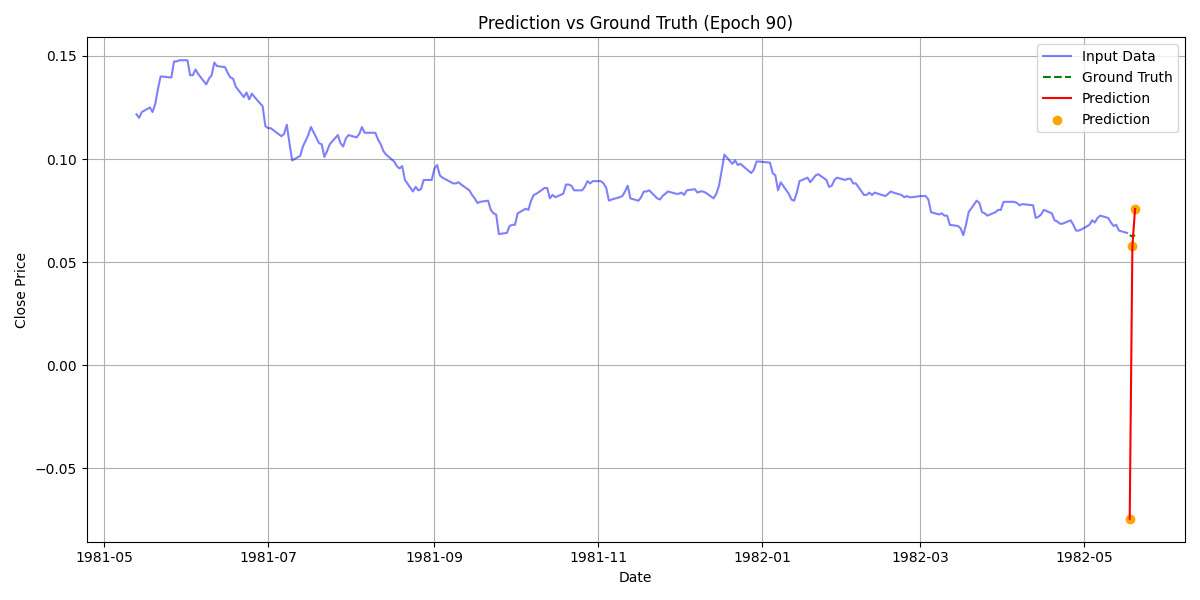 Prediction vs Ground Truth (Epoch 90)
Input Data
Ground Truth
Prediction
Prediction
Close Price
0.15
0.10
0.05
0.00
−0.05
1981-05
1981-07
1981-09
1981-11
1982-01
1982-03
1982-05
Date